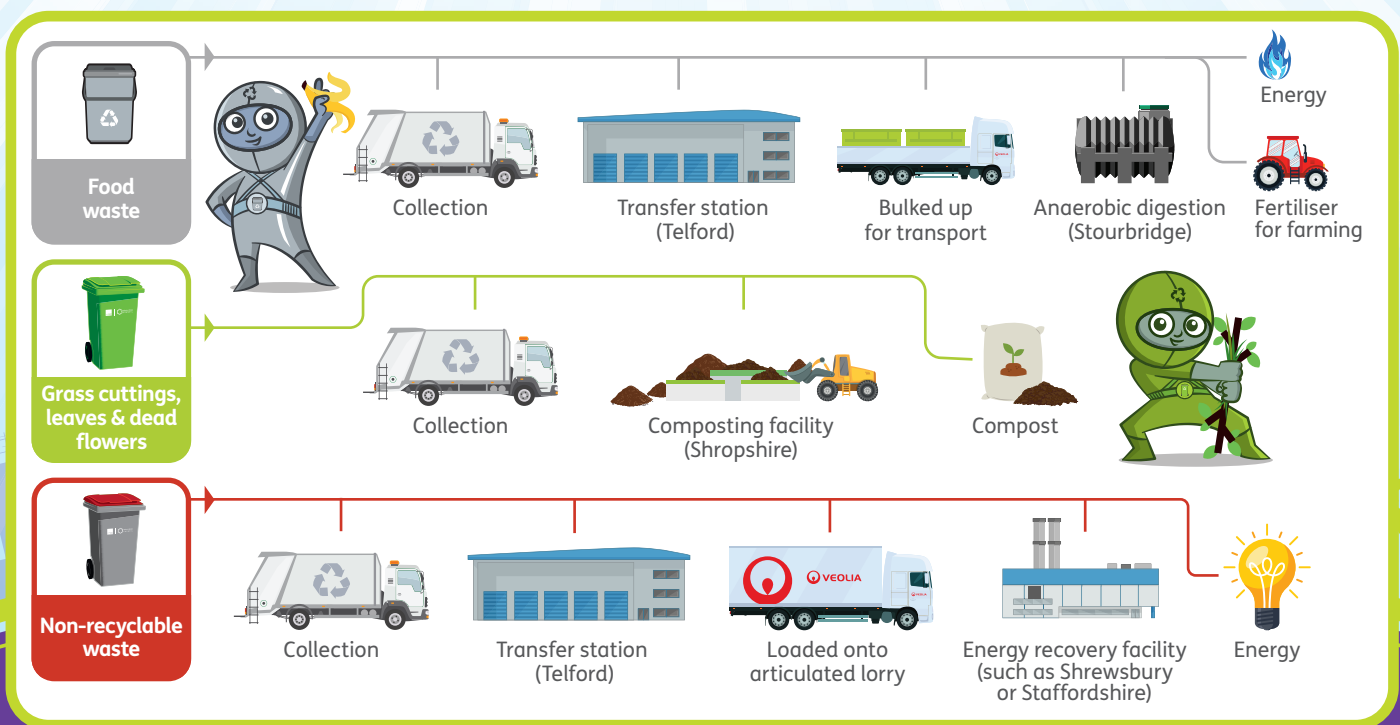 Food
waste
Collection
Transfer station
(Telford)
Bulked up
for transport
Anaerobic digestion
(Stourbridge)
Energy
Fertiliser
for farming
Grass cuttings,
leaves & dead
flowers
Collection
Composting facility
(Shropshire)
Compost
Non-recyclable
waste
Collection
Transfer station
(Telford)
VEOLIA
Loaded onto
articulated lorry
Energy recovery facility
(such as Shrewsbury
or Staffordshire)
Energy